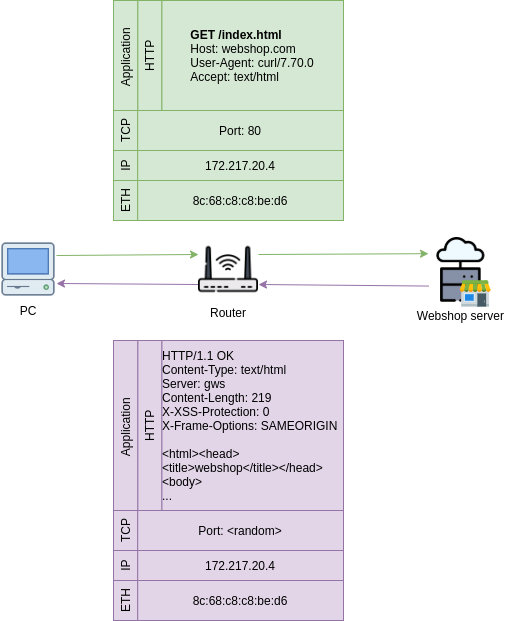 Application
HTTP
GET /index.html
Host: webshop.com
User-Agent: curl/7.70.0
Accept: text/html
TCP
Port: 80
IP
172.217.20.4
ETH
8c:68:c8:c8:be:d6
PC
Router
Webshop server
Application
HTTP
HTTP/1.1 OK
Content-Type: text/html
Server: gws
Content-Length: 219
X-XSS-Protection: 0
X-Frame-Options: SAMEORIGIN
<html><head>
<title>webshop</title></head>
<body>
...
TCP
Port: <random>
IP
172.217.20.4
ETH
8c:68:c8:c8:be:d6